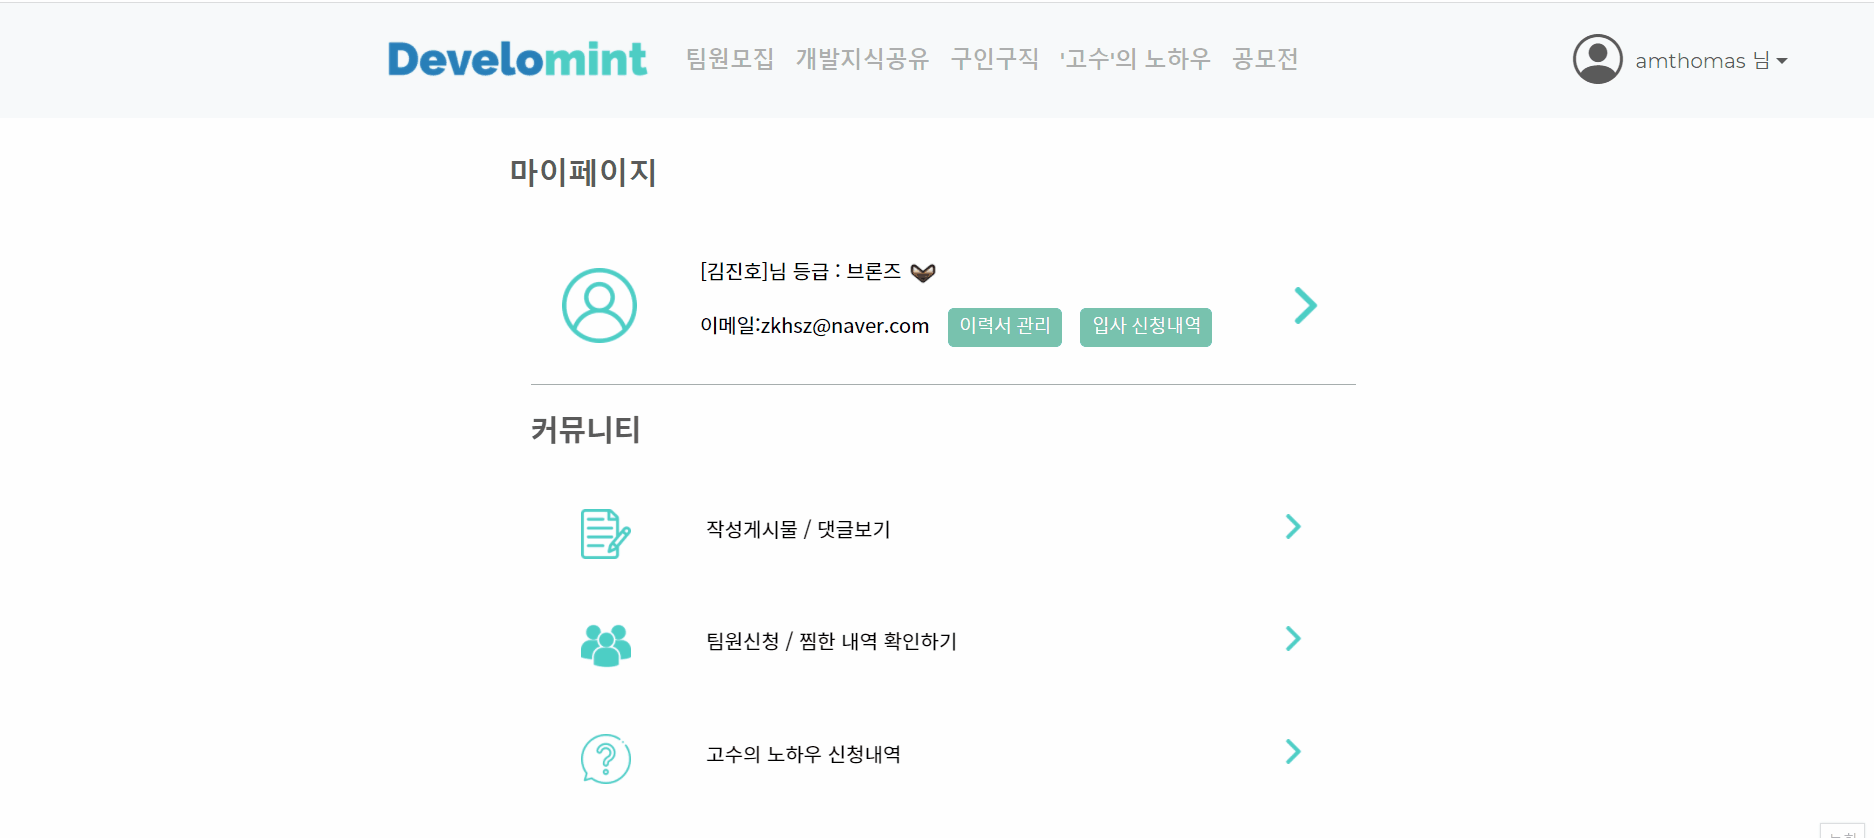 Develomint 팀원모집 개발지식공유 구인구직 '고수'의 노하우 공모전 amthomas 님
마이페이지
[김진호]님 등급 : 브론즈
이메일:zkhsz@naver.com 이력서 관리 입사 신청내역
커뮤니티
작성게시물 / 댓글보기
팀원신청 / 찜한 내역 확인하기
고수의 노하우 신청내역